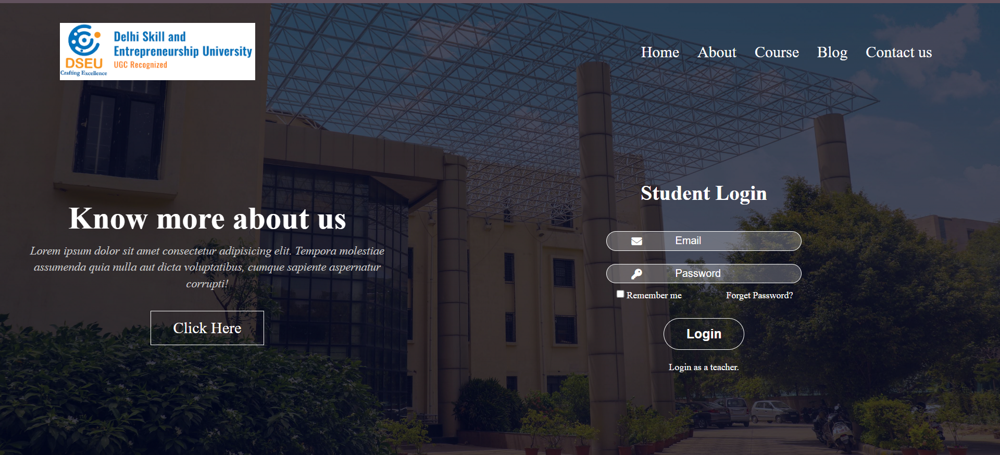 DSEU
Crafting Excellence
Delhi Skill and
Entrepreneurship University
UGC Recognized
Home About Course Blog Contact us
Know more about us
Lorem ipsum dolor sit amet consectetur adipisicing elit. Tempora molestiae
assumenda quia nulla aut dicta voluptatibus, cumque sapiente aspernatur
corrupti!
Click Here
Student Login
Email
Password
Remember me Forget Password?
Login
Login as a teacher.